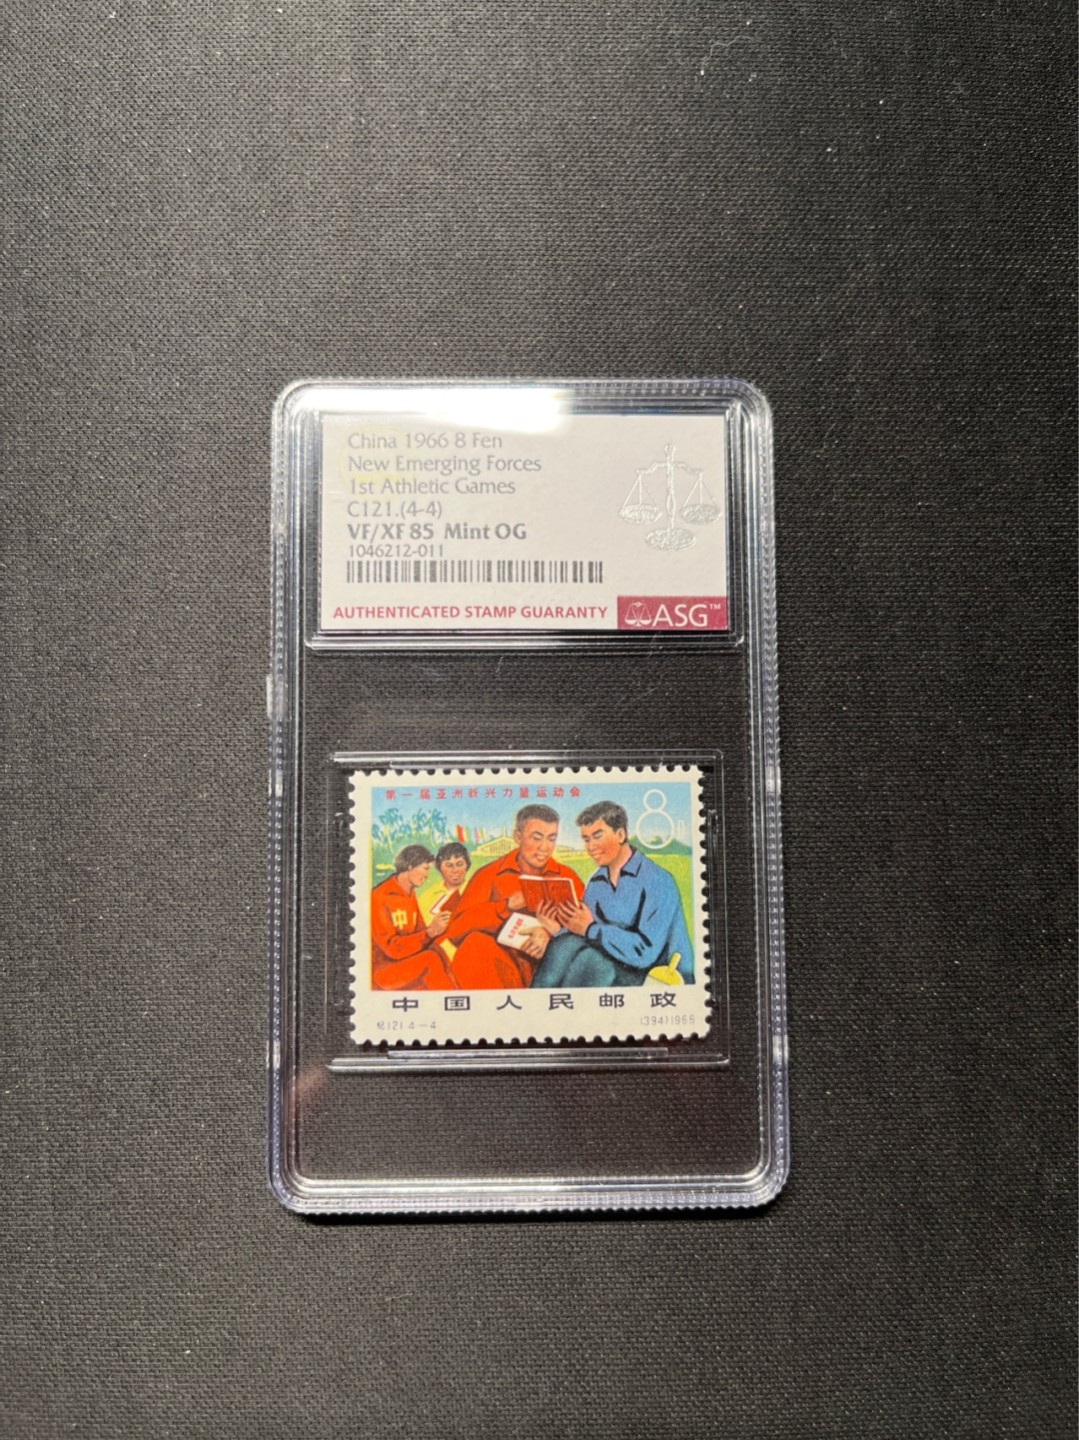 China 1966 8 Fen
New Emerging Forces
1st Athletic Games
C121.(4-4)
VF/XF 85 Mint OG
1046212-011
AUTHENTICATED STAMP GUARANTY
ASG™
第一届亚洲新兴力量运动会
8
中
中国人民邮政
纪121.4-4
(394)1966